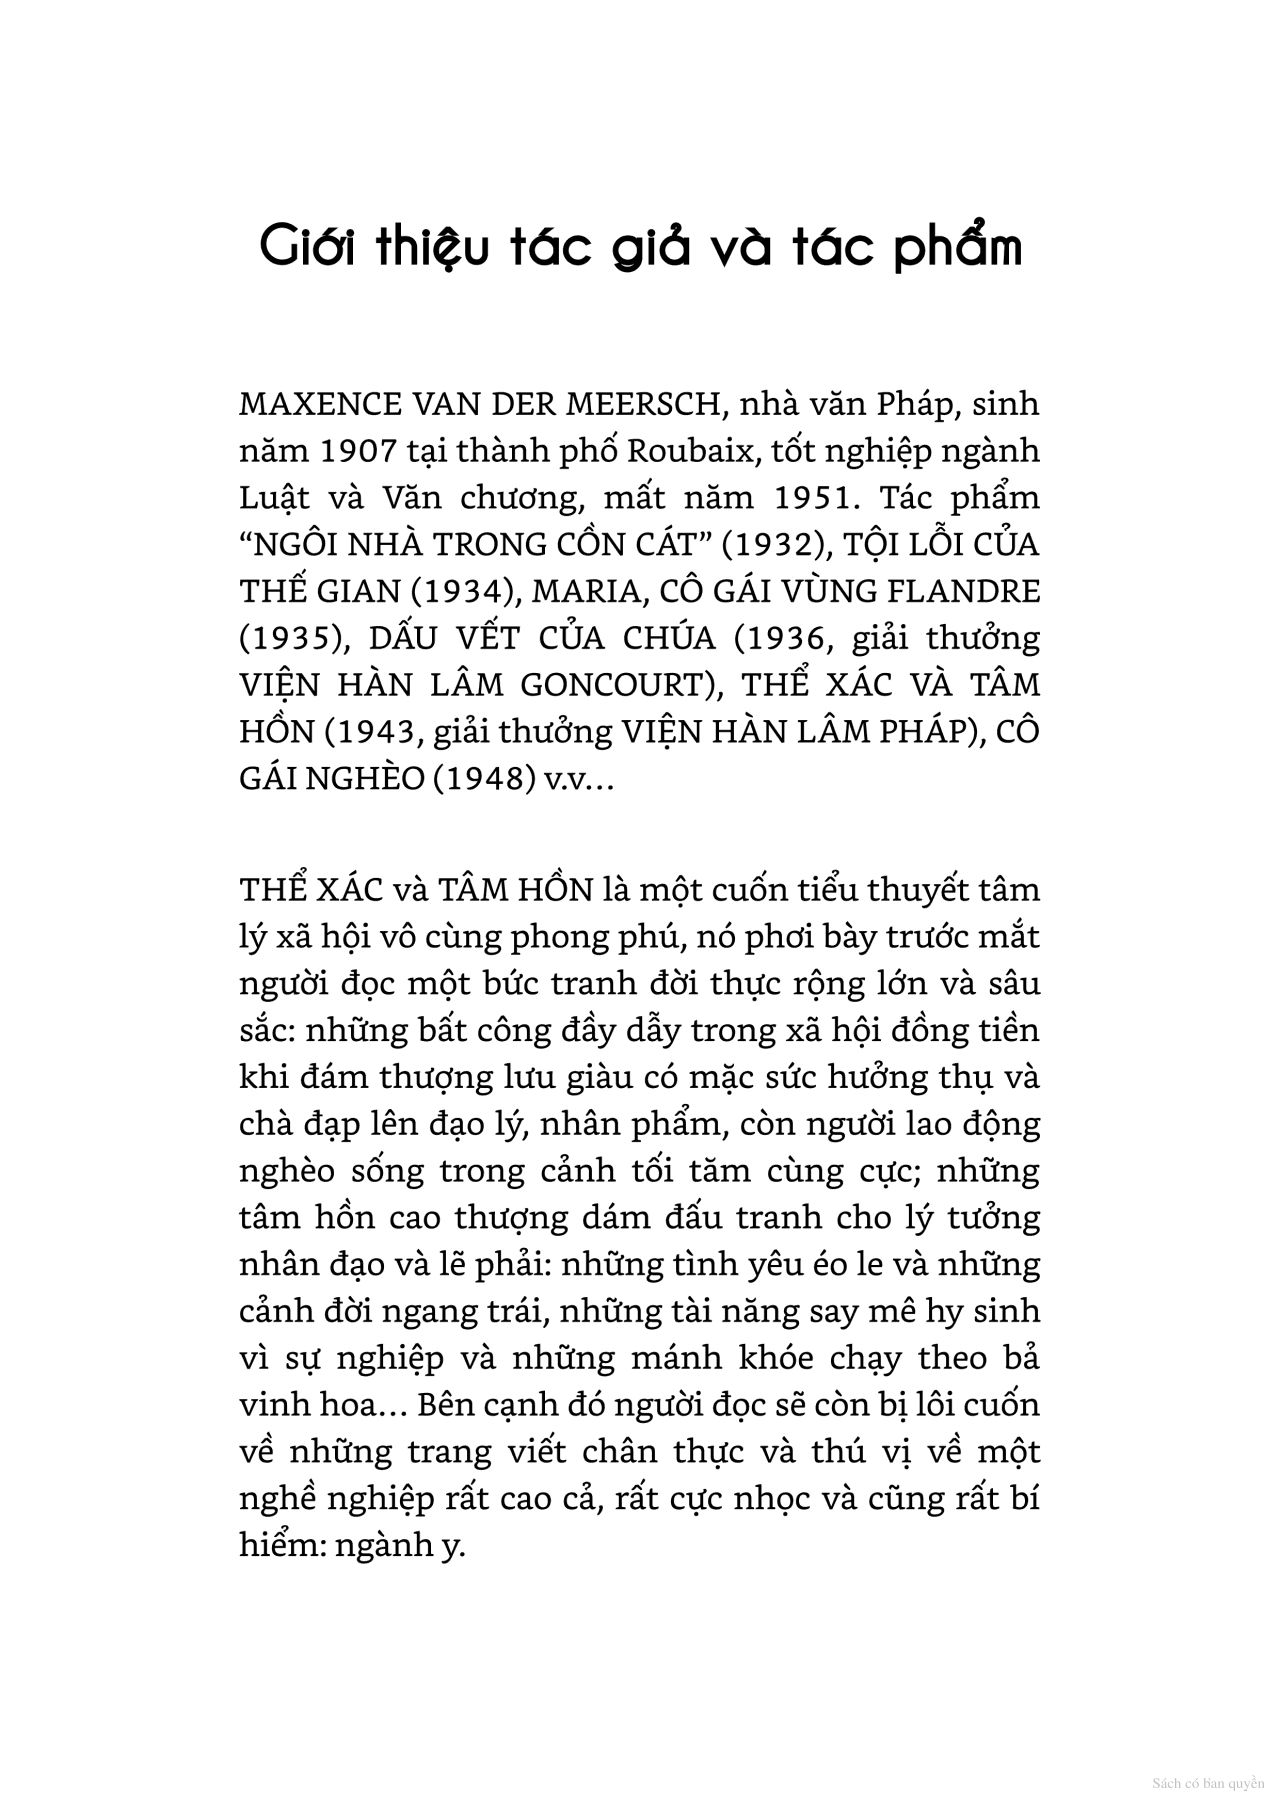 Giới thiệu tác giả và tác phẩm
MAXENCE VAN DER MEERSCH, nhà văn Pháp, sinh
năm 1907 tại thành phố Roubaix, tốt nghiệp ngành
Luật và Văn chương, mất năm 1951. Tác phẩm
“NGÔI NHÀ TRONG CỒN CÁT” (1932), TỘI LỖI CỦA
THẾ GIAN (1934), MARIA, CÔ GÁI VÙNG FLANDRE
(1935), DẤU VẾT CỦA CHÚA (1936, giải thưởng
VIỆN HÀN LÂM GONCOURT), THỂ XÁC VÀ TÂM
HỒN (1943, giải thưởng VIỆN HÀN LÂM PHÁP), CÔ
GÁI NGHÈO (1948) v.v…
THỂ XÁC và TÂM HỒN là một cuốn tiểu thuyết tâm
lý xã hội vô cùng phong phú, nó phơi bày trước mắt
người đọc một bức tranh đời thực rộng lớn và sâu
sắc: những bất công đầy dẫy trong xã hội đồng tiền
khi đám thượng lưu giàu có mặc sức hưởng thụ và
chà đạp lên đạo lý, nhân phẩm, còn người lao động
nghèo sống trong cảnh tối tăm cùng cực; những
tâm hồn cao thượng dám đấu tranh cho lý tưởng
nhân đạo và lẽ phải: những tình yêu éo le và những
cảnh đời ngang trái, những tài năng say mê hy sinh
vì sự nghiệp và những mánh khóe chạy theo bả
vinh hoa… Bên cạnh đó người đọc sẽ còn bị lôi cuốn
về những trang viết chân thực và thú vị về một
nghề nghiệp rất cao cả, rất cực nhọc và cũng rất bí
hiểm: ngành y.
Sách có bản quyền